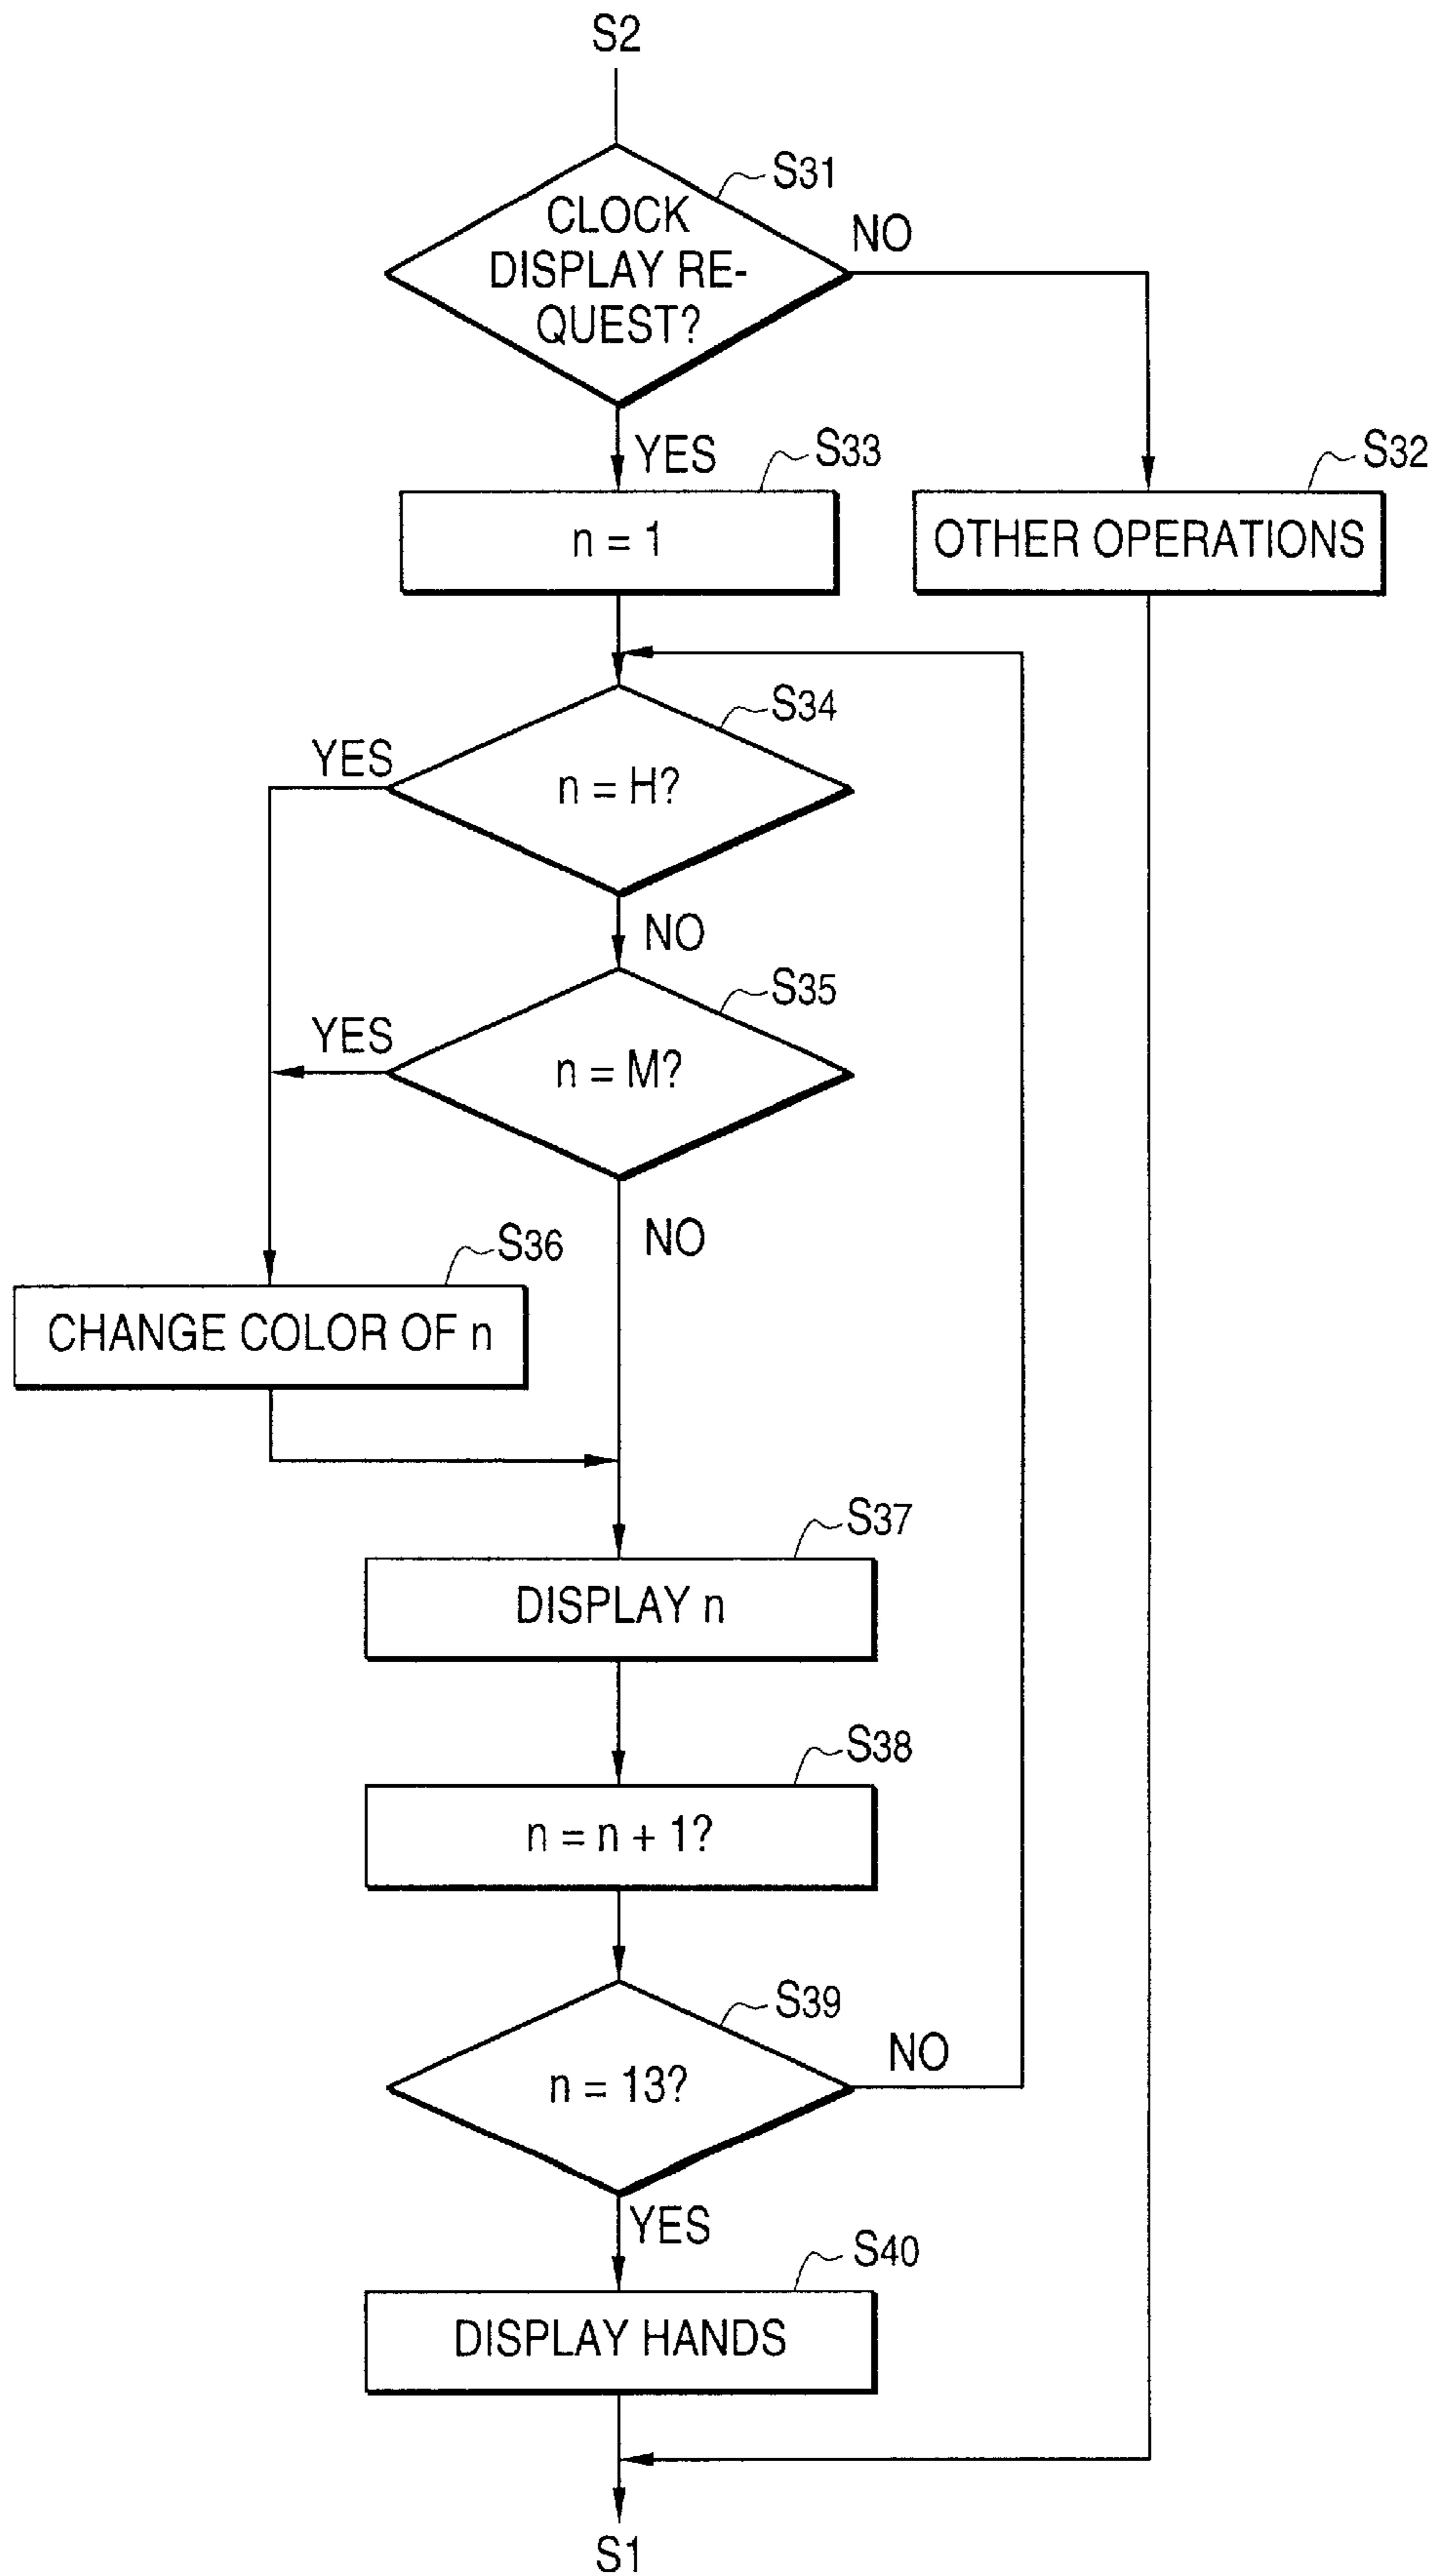 S2
S31
CLOCK
DISPLAY RE-
QUEST?
NO
YES
S33
S32
n = 1
OTHER OPERATIONS
S34
YES
n = H?
NO
S35
YES
n = M?
NO
S36
CHANGE COLOR OF n
S37
DISPLAY n
S38
n = n + 1?
S39
NO
n = 13?
YES
S40
DISPLAY HANDS
S1